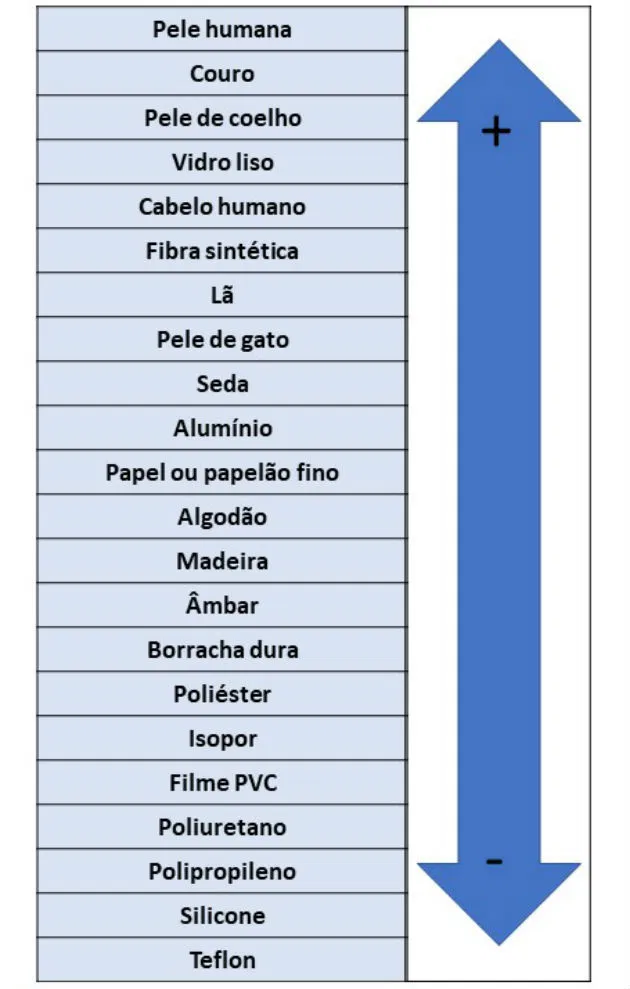 Pele humana
Couro
Pele de coelho
Vidro liso
Cabelo humano
Fibra sintética
Lã
Pele de gato
Seda
Alumínio
Papel ou papelão fino
Algodão
Madeira
Âmbar
Borracha dura
Poliéster
Isopor
Filme PVC
Poliuretano
Polipropileno
Silicone
Teflon
+
-